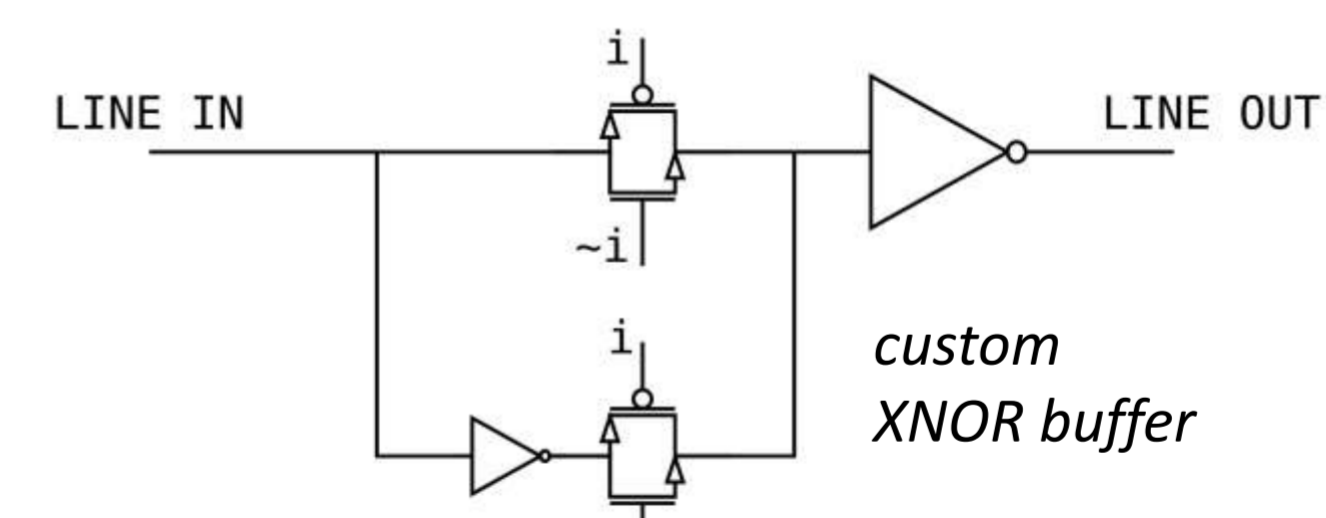 i
LINE IN
LINE OUT
~i
i
custom
XNOR buffer